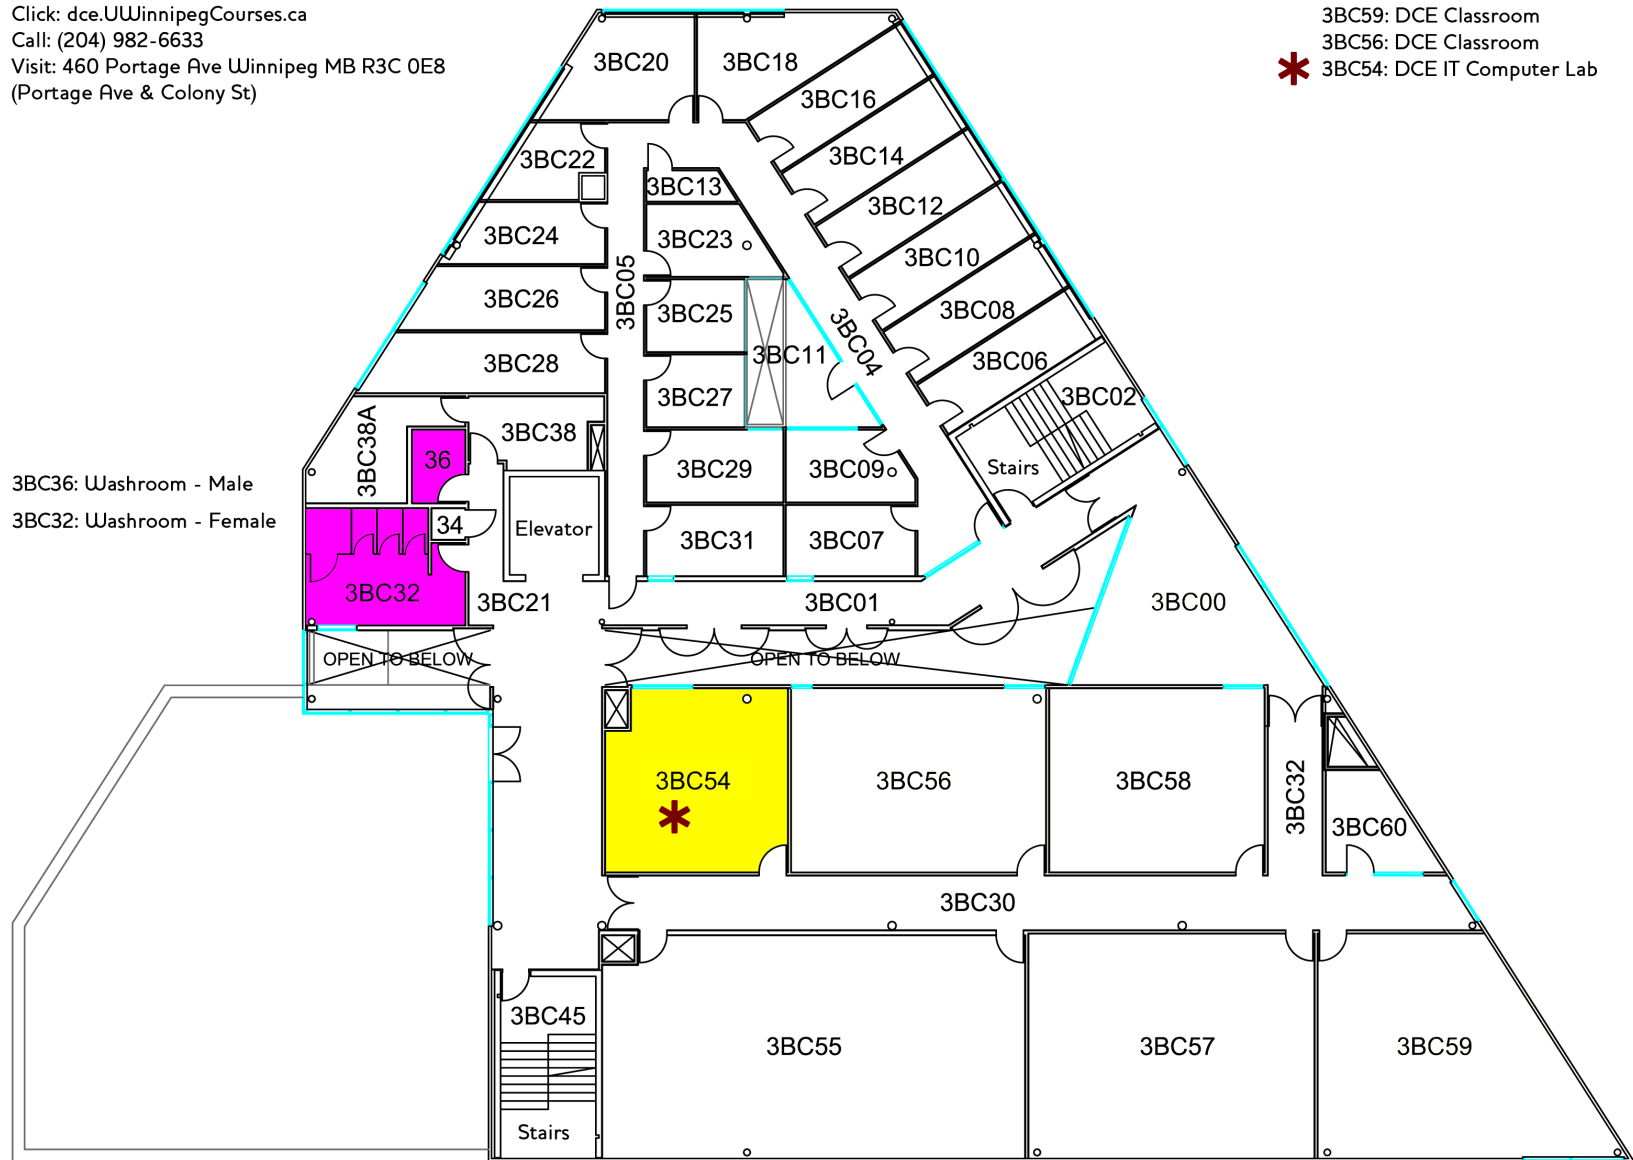 Click: dce.UWinnipegCourses.ca
Call: (204) 982-6633
Visit: 460 Portage Ave Winnipeg MB R3C 0E8
(Portage Ave & Colony St)
3BC59: DCE Classroom
3BC56: DCE Classroom
3BC54: DCE IT Computer Lab
3BC20
3BC18
3BC16
3BC14
3BC22
3BC13
3BC12
3BC24
3BC23
3BC10
3BC05
3BC26
3BC25
3BC08
3BC04
3BC11
3BC28
3BC06
3BC27
3BC02
3BC38A
3BC38
36
3BC29
3BC09
Stairs
3BC36: Washroom - Male
3BC32: Washroom - Female
34
Elevator
3BC31
3BC07
3BC32
3BC21
3BC01
3BC00
OPEN TO BELOW
OPEN TO BELOW
3BC54
3BC56
3BC58
3BC32
3BC60
3BC30
3BC45
3BC55
3BC57
3BC59
Stairs